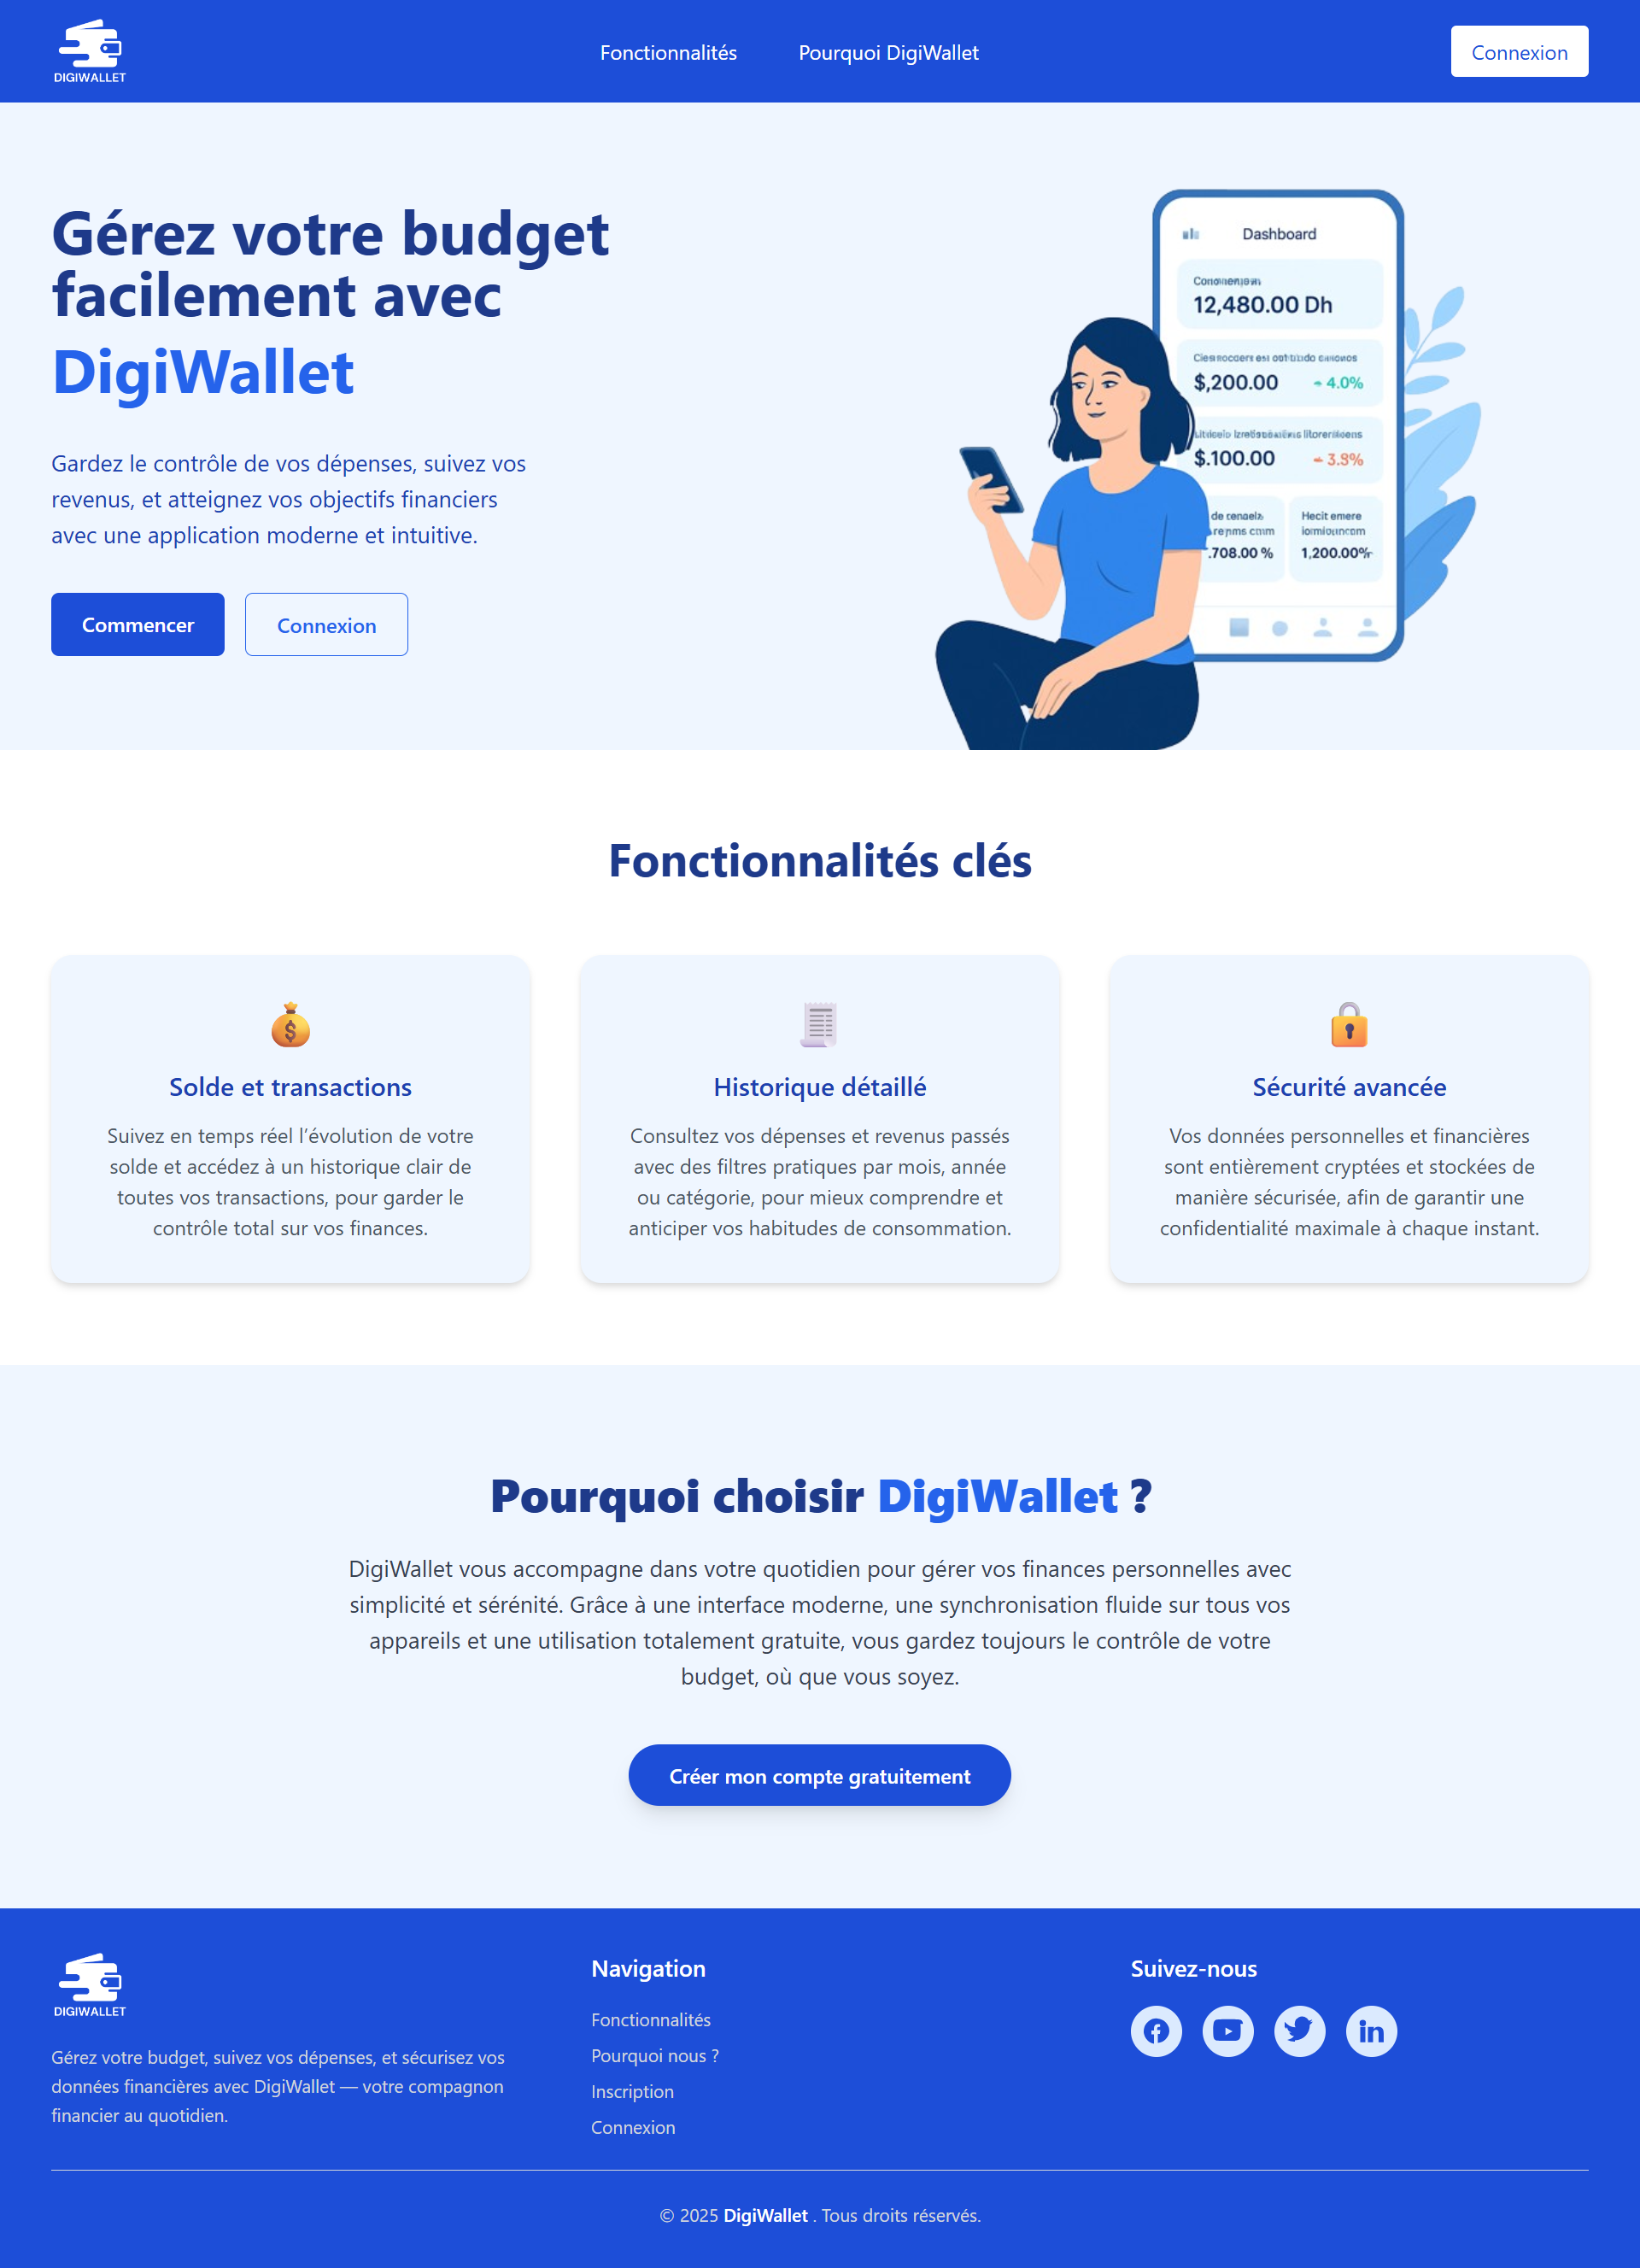 DIGIWALLET
Fonctionnalités
Pourquoi DigiWallet
Connexion
Gérez votre budget
facilement avec
DigiWallet
Gardez le contrôle de vos dépenses, suivez vos
revenus, et atteignez vos objectifs financiers
avec une application moderne et intuitive.
Commencer
Connexion
Dashboard
12,480.00 Dh
$,200.00
4.0%
$.100.00
.708.00 %
Hecit emere
1,200.00%
Fonctionnalités clés
Solde et transactions
Suivez en temps réel l’évolution de votre
solde et accédez à un historique clair de
toutes vos transactions, pour garder le
contrôle total sur vos finances.
Historique détaillé
Consultez vos dépenses et revenus passés
avec des filtres pratiques par mois, année
ou catégorie, pour mieux comprendre et
anticiper vos habitudes de consommation.
Sécurité avancée
Vos données personnelles et financières
sont entièrement cryptées et stockées de
manière sécurisée, afin de garantir une
confidentialité maximale à chaque instant.
Pourquoi choisir DigiWallet ?
DigiWallet vous accompagne dans votre quotidien pour gérer vos finances personnelles avec
simplicité et sérénité. Grâce à une interface moderne, une synchronisation fluide sur tous vos
appareils et une utilisation totalement gratuite, vous gardez toujours le contrôle de votre
budget, où que vous soyez.
Créer mon compte gratuitement
DIGIWALLET
Gérez votre budget, suivez vos dépenses, et sécurisez vos
données financières avec DigiWallet — votre compagnon
financier au quotidien.
Navigation
Fonctionnalités
Pourquoi nous ?
Inscription
Connexion
Suivez-nous
© 2025 DigiWallet . Tous droits réservés.